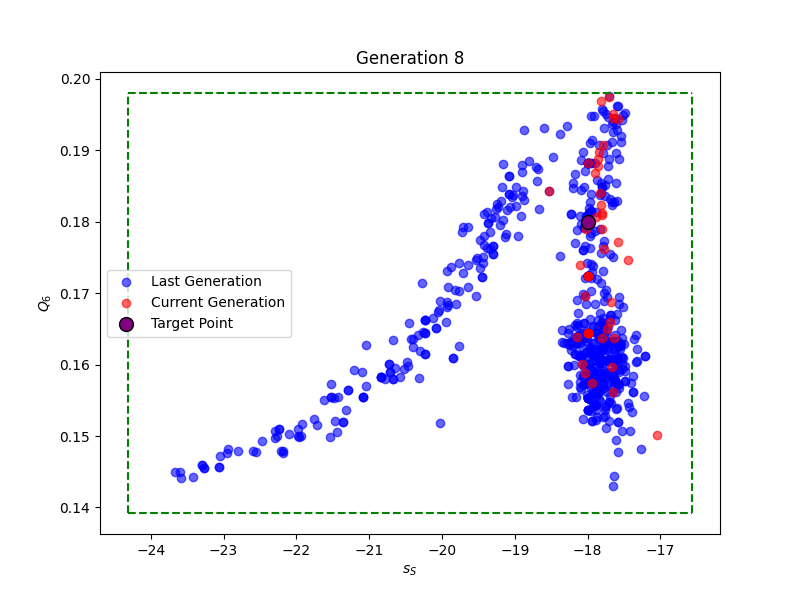 Generation 8
0.20
0.19
0.18
0.17
0.16
0.15
0.14
Q₆
Last Generation
Current Generation
Target Point
−24 −23 −22 −21 −20 −19 −18 −17
s_S